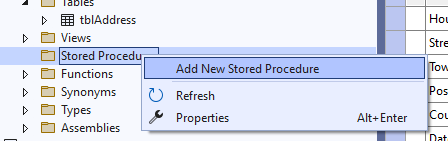 Tables
tblAddress
Views
Stored Procedu
Add New Stored Procedure
Functions
Synonyms
Refresh
Types
Properties Alt+Enter
Assemblies
Hou
Stre
Tow
Pos
Cou
Data